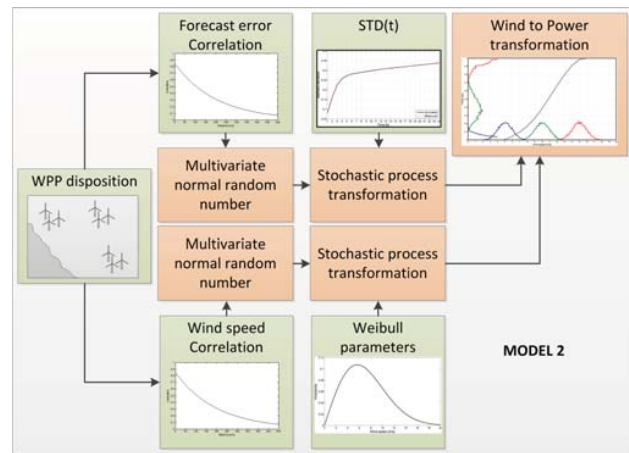 Forecast error
Correlation
STD(t)
Wind to Power
transformation
WPP disposition
Multivariate
normal random
number
Stochastic process
transformation
Multivariate
normal random
number
Stochastic process
transformation
Wind speed
Correlation
Weibull
parameters
MODEL 2